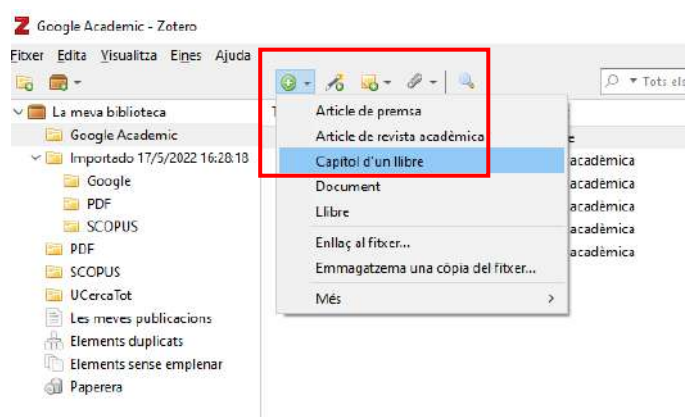 Google Academic - Zotero
Fitxer Edita Visualitza Eines Ajuda
Tots els
La meva biblioteca
Google Academic
Importado 17/5/2022 16:28:18
Google
PDF
SCOPUS
PDF
SCOPUS
UCercaTot
Les meves publicacions
Elements duplicats
Elements sense emplenar
Paperera
T
Article de premsa
Article de revista acadèmica
Capítol d'un llibre
Document
Llibre
Enllaç al fitxer...
Emmagatzema una còpia del fitxer...
Més
e
acadèmica
acadèmica
acadèmica
acadèmica
acadèmica